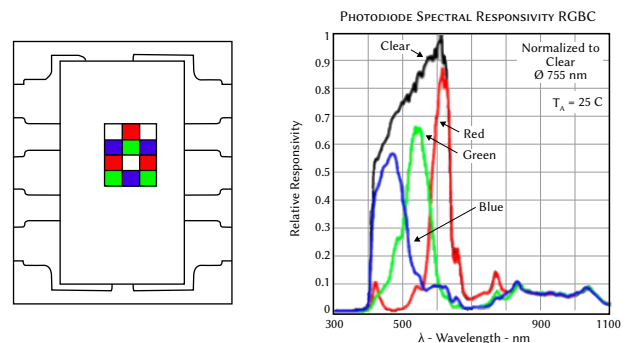 PHOTODIODE SPECTRAL RESPONSIVITY RGBC
Relative Responsivity
1
0.9
0.8
0.7
0.6
0.5
0.4
0.3
0.2
0.1
0
Clear
Normalized to
Clear
Ø 755 nm
T_A = 25 C
Red
Green
Blue
300 500 900 1100
λ - Wavelength - nm